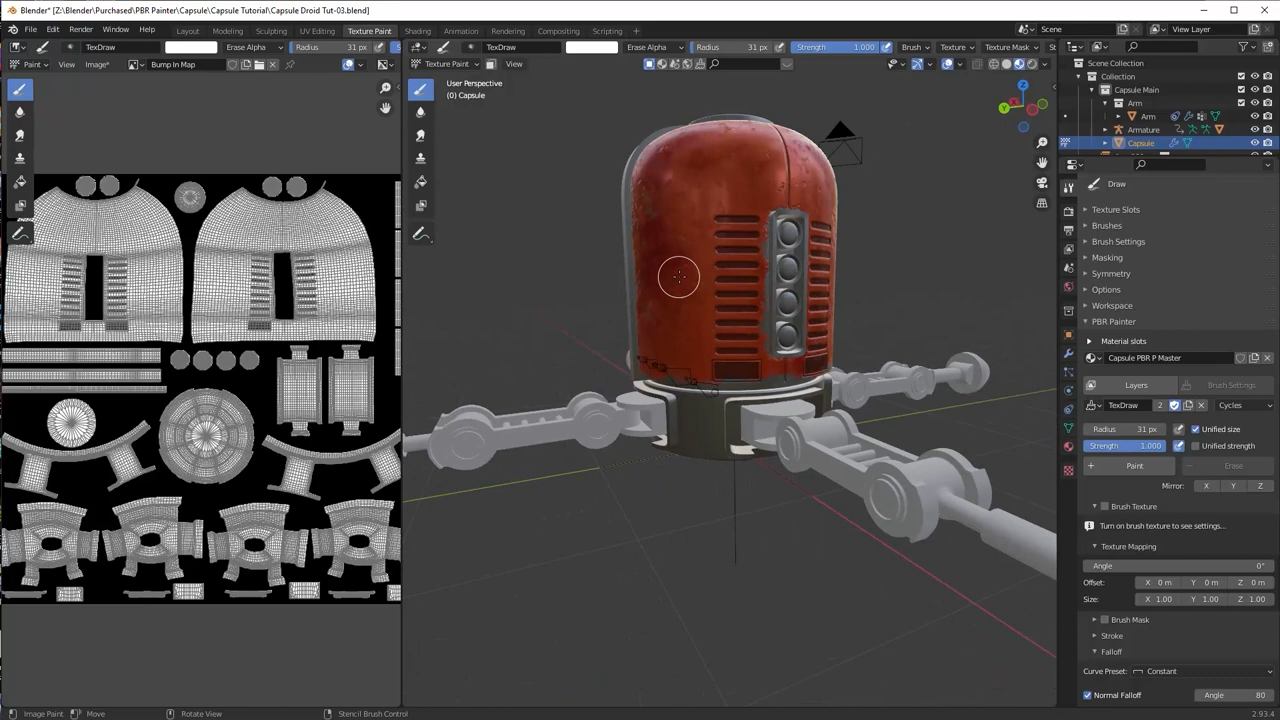 Blender* [Z:\Blender\Purchased\PBR Painter\Capsule\Capsule Tutorial\Capsule Droid Tut-03.blend]
File Edit Render Window Help Layout Modeling Sculpting UV Editing Texture Paint Shading Animation Rendering Compositing Scripting + Scene View Layer
TexDraw Erase Alpha Radius 31 px S TexDraw Erase Alpha Radius 31 px Strength 1.000 Brush Texture Texture Mask
Paint View Image* Bump In Map Texture Paint View
Scene Collection
Collection
Capsule Main
Arm
Arm
Armature
Capsule
User Perspective
(0) Capsule
Draw
Texture Slots
Brushes
Brush Settings
Masking
Symmetry
Options
Workspace
PBR Painter
Material slots
Capsule PBR P Master
Layers Brush Settings
TexDraw 2 Cycles
Radius 31 px Unified size
Strength 1.000 Unified strength
+ Paint Erase
Mirror: X Y Z
Brush Texture
Turn on brush texture to see settings...
Texture Mapping
Angle 0°
Offset: X 0 m Y 0 m Z 0 m
Size: X 1.00 Y 1.00 Z 1.00
Brush Mask
Stroke
Falloff
Curve Preset: Constant
Normal Falloff Angle 80
Image Paint Move Rotate View Stencil Brush Control 2.93.4